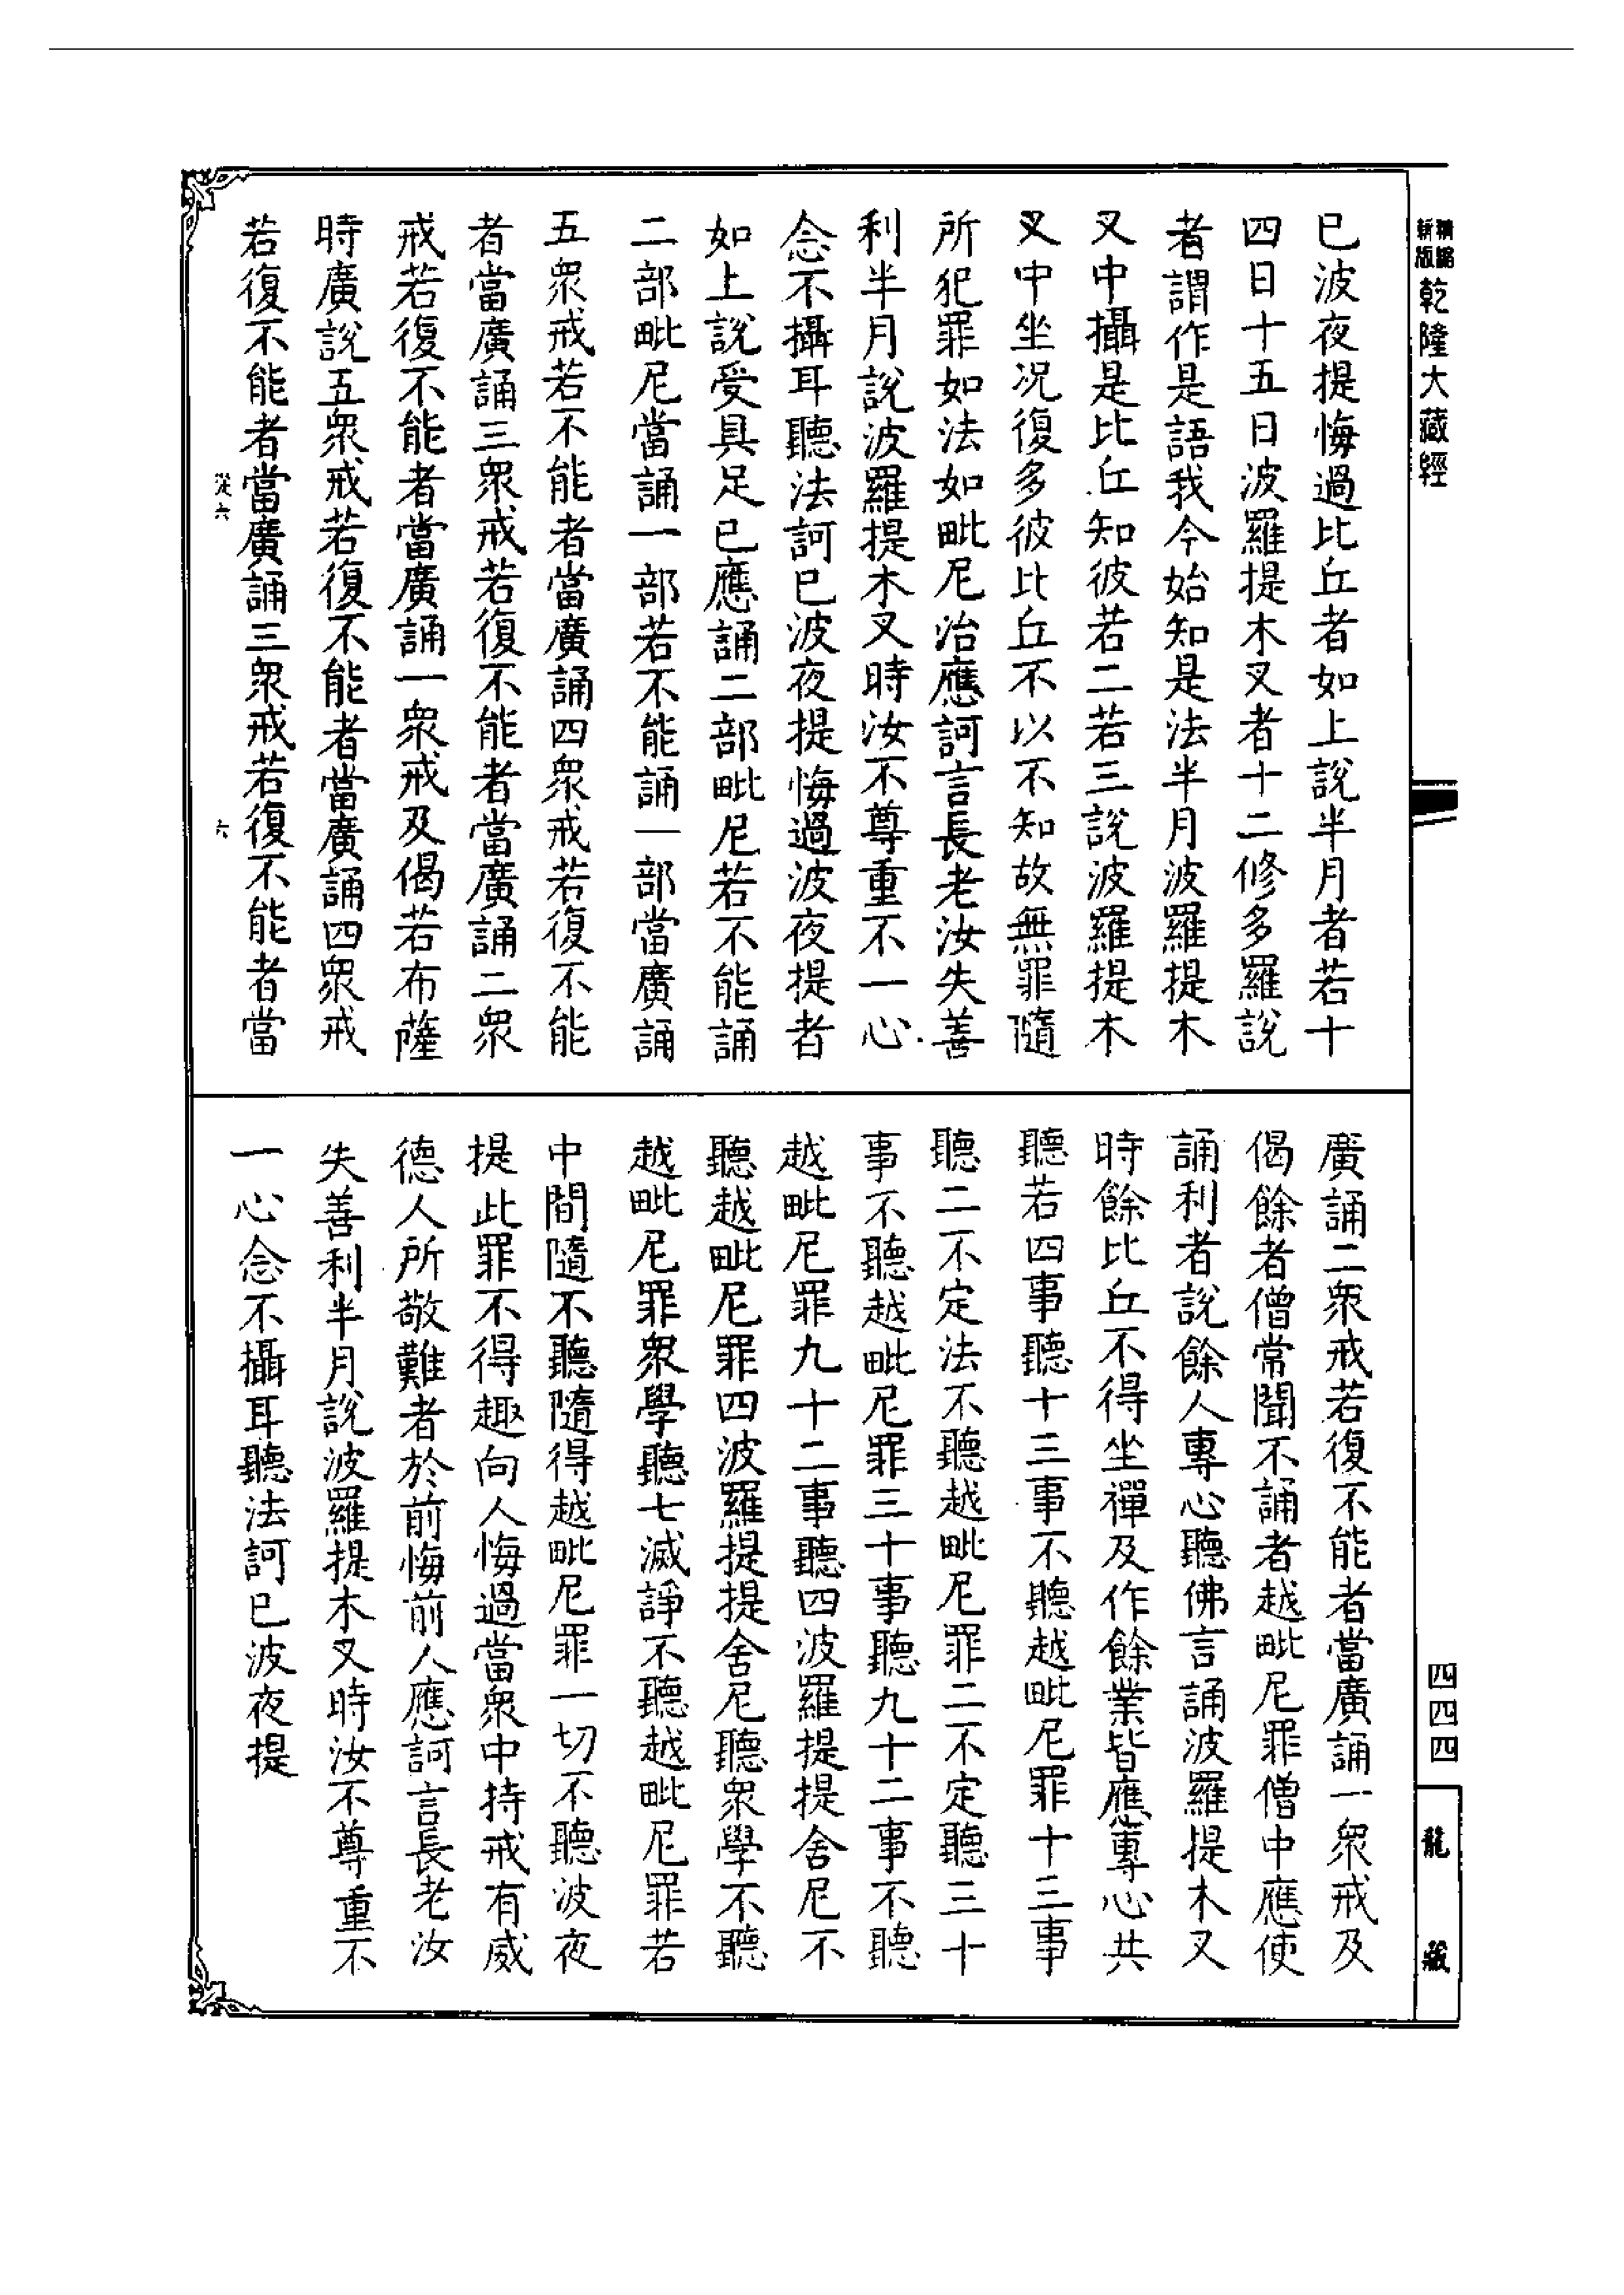 精縮
新版
乾隆大藏經
四四四
龍藏
已波夜提悔過比丘者如上說半月者若十
四日十五日波羅提木叉者十二修多羅說
者謂作是語我今始知是法半月波羅提木
叉中攝是比丘知彼若二若三說波羅提木
叉中坐况復多彼比丘不以不知故無罪隨
所犯罪如法如毗尼治應訶言長老汝失善
利半月說波羅提木叉時汝不尊重不一心
念不攝耳聽法訶已波夜提悔過波夜提者
如上說受具足已應誦二部毗尼若不能誦
二部毗尼當誦一部若不能誦一部當廣誦
五衆戒若不能者當廣誦四衆戒若復不能
者當廣誦三衆戒若復不能者當廣誦二衆
戒若復不能者當廣誦一衆戒及偈若布薩
時廣說五衆戒若復不能者當廣誦四衆戒
若復不能者當廣誦三衆戒若復不能者當
從六
六
廣誦二衆戒若復不能者當廣誦一衆戒及
偈餘者僧常聞不誦者越毗尼罪僧中應使
誦利者說餘人專心聽佛言誦波羅提木叉
時餘比丘不得坐禪及作餘業皆應專心共
聽若四事聽十三事不聽越毗尼罪十三事
聽二不定法不聽越毗尼罪二不定聽三十
事不聽越毗尼罪三十事聽九十二事不聽
越毗尼罪九十二事聽四波羅提提舍尼不
聽越毗尼罪四波羅提提舍尼聽衆學不聽
越毗尼罪衆學聽七滅諍不聽越毗尼罪若
中間隨不聽隨得越毗尼罪一切不聽波夜
提此罪不得趣向人悔過當衆中持戒有威
德人所敬難者於前悔前人應訶言長老汝
失善利半月說波羅提木叉時汝不尊重不
一心念不攝耳聽法訶已波夜提